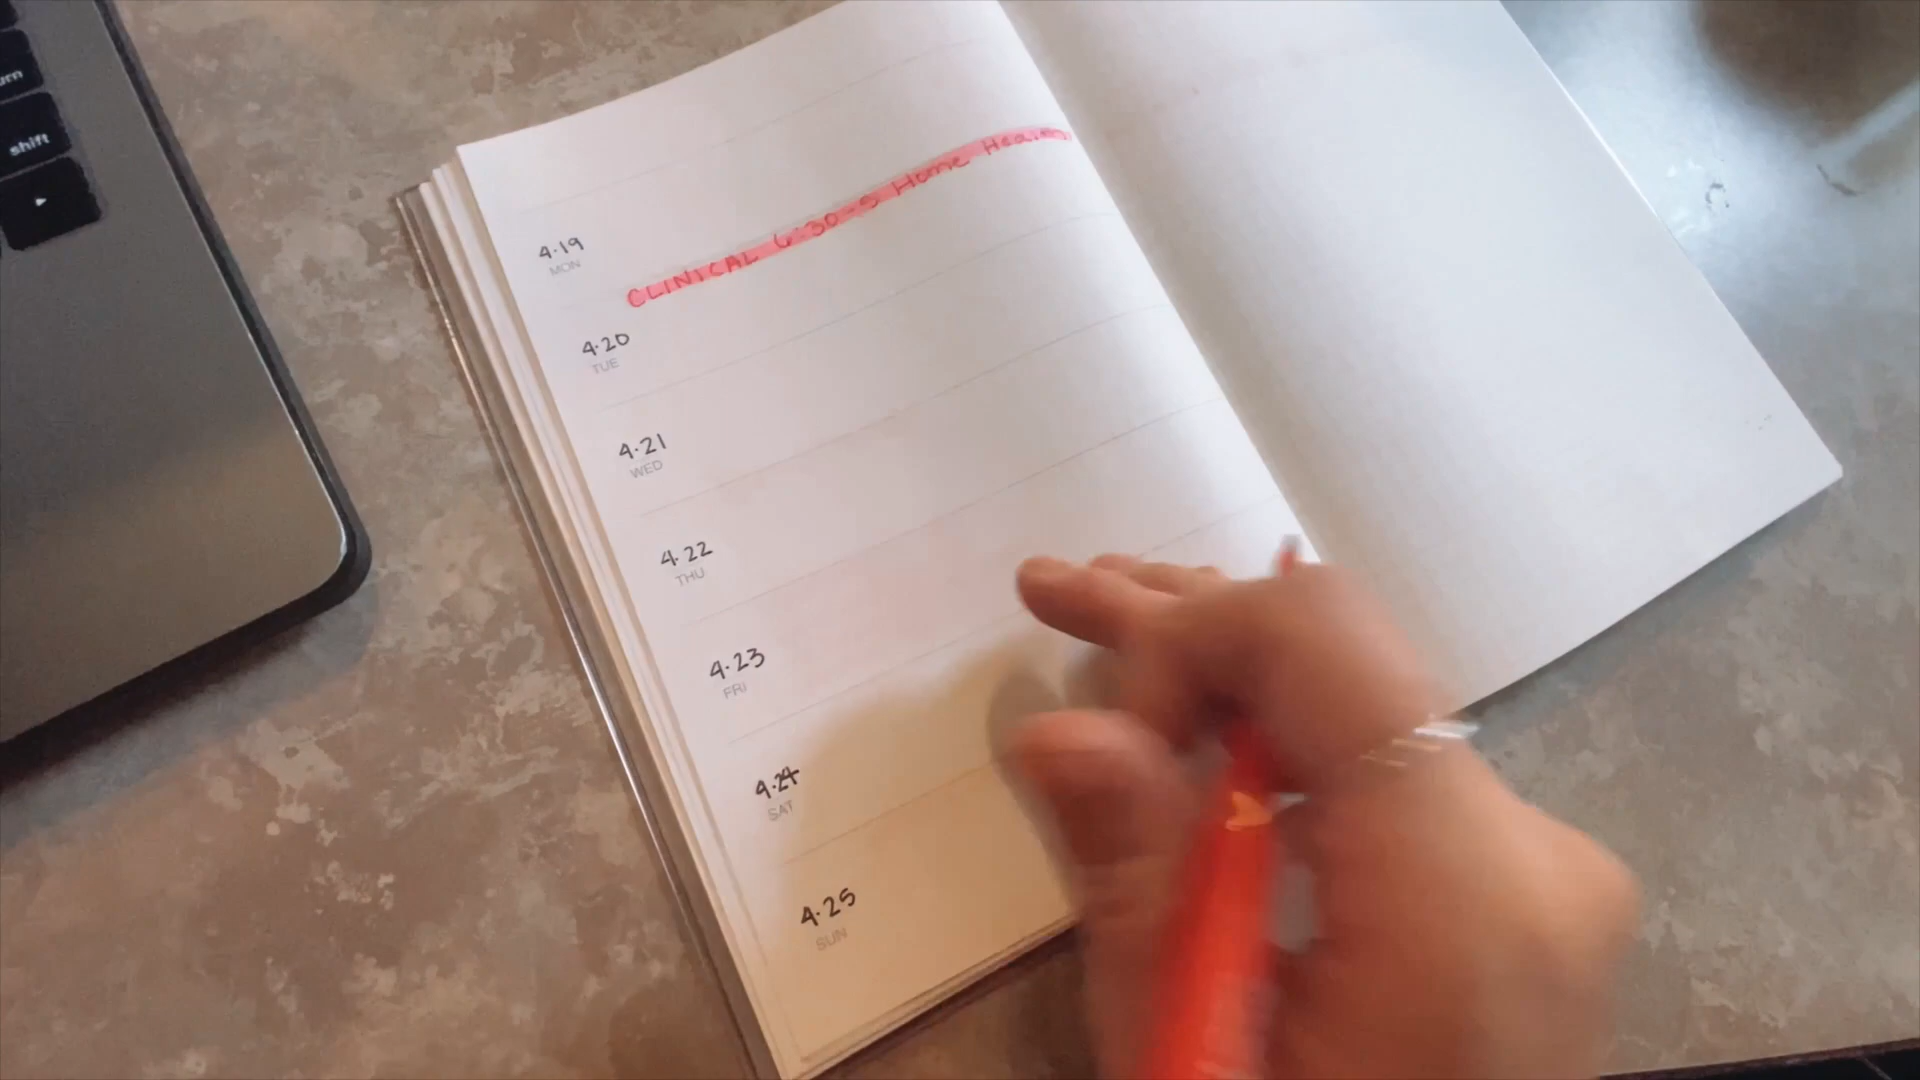 urn
shift
4.19
MON
CLINICAL 6:30-5 Home Health
4.20
TUE
4.21
WED
4.22
THU
4.23
FRI
4.24
SAT
4.25
SUN